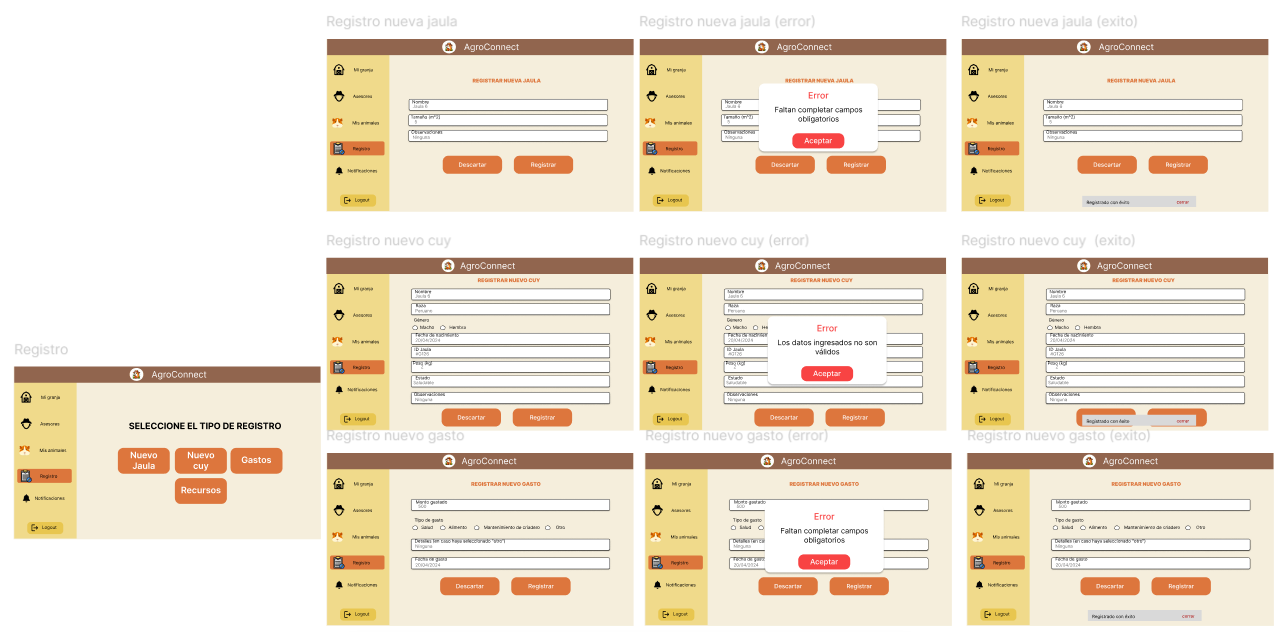 Registro nueva jaula
AgroConnect
Mi granja
Asesores
Mis animales
Registro
Notificaciones
Logout
REGISTRAR NUEVA JAULA
Nombre
Jaula 6
Tamaño (m^2)
5
Observaciones
Ninguna
Descartar
Registrar
Registro nueva jaula (error)
AgroConnect
Mi granja
Asesores
Mis animales
Registro
Notificaciones
Logout
REGISTRAR NUEVA JAULA
Nombre
Jaula 6
Tamaño (m^2)
5
Observaciones
Ninguna
Error
Faltan completar campos
obligatorios
Aceptar
Descartar
Registrar
Registro nueva jaula (exito)
AgroConnect
Mi granja
Asesores
Mis animales
Registro
Notificaciones
Logout
REGISTRAR NUEVA JAULA
Nombre
Jaula 6
Tamaño (m^2)
5
Observaciones
Ninguna
Descartar
Registrar
Registrado con éxito
cerrar
Registro nuevo cuy
AgroConnect
Mi granja
Asesores
Mis animales
Registro
Notificaciones
Logout
REGISTRAR NUEVO CUY
Nombre
Jaula 6
Raza
Peruano
Género
Macho
Hembra
Fecha de nacimiento
20/04/2024
ID Jaula
#0126
Peso (kg)
2
Estado
Saludable
Observaciones
Ninguna
Descartar
Registrar
Registro nuevo cuy (error)
AgroConnect
Mi granja
Asesores
Mis animales
Registro
Notificaciones
Logout
REGISTRAR NUEVO CUY
Nombre
Jaula 6
Raza
Peruano
Género
Macho
He
Fecha de nacimien
20/04/2024
ID Jaula
#0126
Peso (kg)
2
Estado
Saludable
Observaciones
Ninguna
Error
Los datos ingresados no son
válidos
Aceptar
Descartar
Registrar
Registro nuevo cuy (exito)
AgroConnect
Mi granja
Asesores
Mis animales
Registro
Notificaciones
Logout
REGISTRAR NUEVO CUY
Nombre
Jaula 6
Raza
Peruano
Género
Macho
Hembra
Fecha de nacimiento
20/04/2024
ID Jaula
#0126
Peso (kg)
2
Estado
Saludable
Observaciones
Ninguna
Registrado con éxito
cerrar
Registro
AgroConnect
Mi granja
Asesores
Mis animales
Registro
Notificaciones
Logout
SELECCIONE EL TIPO DE REGISTRO
Nuevo
Jaula
Nuevo
cuy
Gastos
Recursos
Registro nuevo gasto
AgroConnect
Mi granja
Asesores
Mis animales
Registro
Notificaciones
Logout
REGISTRAR NUEVO GASTO
Monto gastado
500
Tipo de gasto
Salud
Alimento
Mantenimiento de criadero
Otro
Detalles (en caso haya seleccionado "otro")
Ninguna
Fecha de gasto
20/04/2024
Descartar
Registrar
Registro nuevo gasto (error)
AgroConnect
Mi granja
Asesores
Mis animales
Registro
Notificaciones
Logout
REGISTRAR NUEVO GASTO
Monto gastado
500
Tipo de gasto
Salud
Otro
Detalles (en cas
Ninguna
Fecha de gasto
20/04/2024
Error
Faltan completar campos
obligatorios
Aceptar
Descartar
Registrar
Registro nuevo gasto (exito)
AgroConnect
Mi granja
Asesores
Mis animales
Registro
Notificaciones
Logout
REGISTRAR NUEVO GASTO
Monto gastado
500
Tipo de gasto
Salud
Alimento
Mantenimiento de criadero
Otro
Detalles (en caso haya seleccionado "otro")
Ninguna
Fecha de gasto
20/04/2024
Descartar
Registrar
Registrado con éxito
cerrar